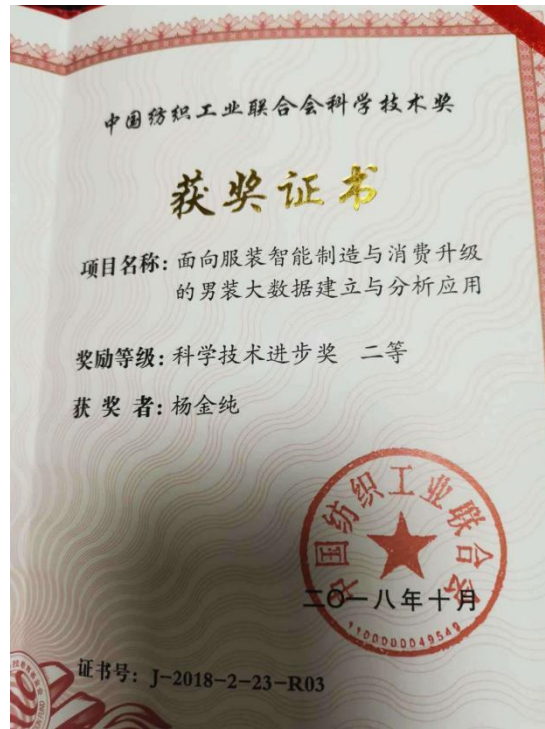 中国纺织工业联合会科学技术奖
获奖证书
项目名称：面向服装智能制造与消费升级
的男装大数据建立与分析应用
奖励等级：科学技术进步奖 二等
获 奖 者：杨金纯
中国纺织工业联合会
二〇一八年十月
1100000049549
证书号：J-2018-2-23-R03